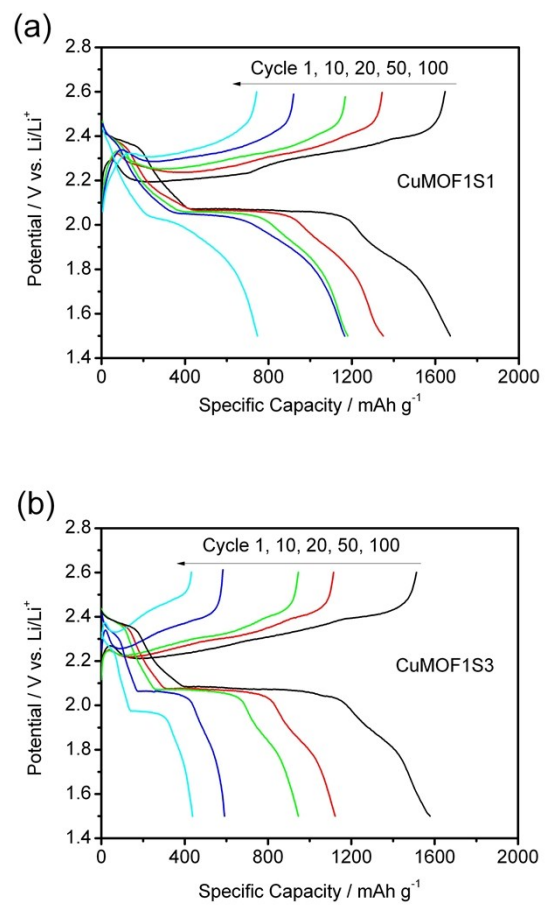 (a)
Potential / V vs. Li/Li⁺
2.8
2.6
2.4
2.2
2.0
1.8
1.6
1.4
Cycle 1, 10, 20, 50, 100
CuMOF1S1
0 400 800 1200 1600 2000
Specific Capacity / mAh g⁻¹
(b)
Potential / V vs. Li/Li⁺
2.8
2.6
2.4
2.2
2.0
1.8
1.6
1.4
Cycle 1, 10, 20, 50, 100
CuMOF1S3
0 400 800 1200 1600 2000
Specific Capacity / mAh g⁻¹